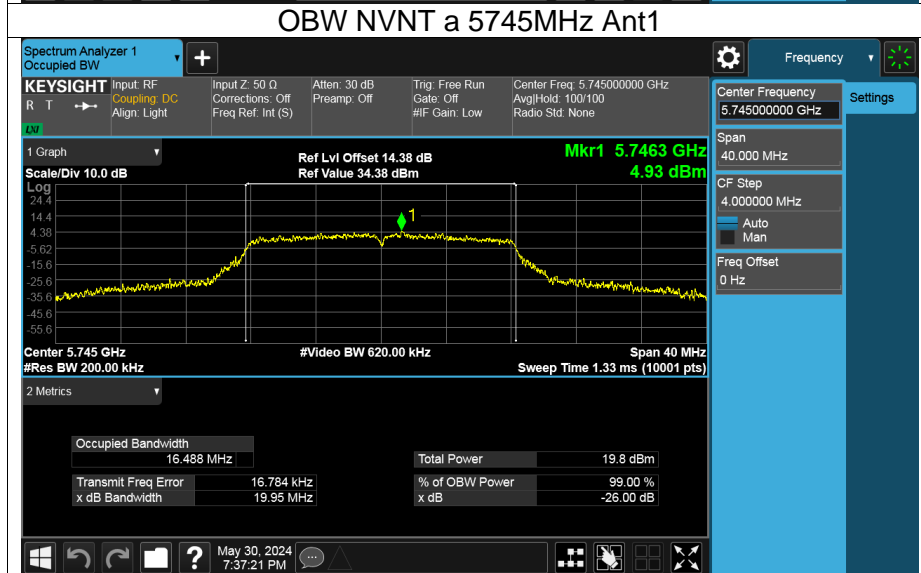 OBW NVNT a 5745MHz Ant1
Spectrum Analyzer 1
Occupied BW
Frequency
KEYSIGHT
R T
LXI
Input: RF
Coupling: DC
Align: Light
Input Z: 50 Ω
Corrections: Off
Freq Ref: Int (S)
Atten: 30 dB
Preamp: Off
Trig: Free Run
Gate: Off
#IF Gain: Low
Center Freq: 5.745000000 GHz
Avg|Hold: 100/100
Radio Std: None
Center Frequency
5.745000000 GHz
Settings
Span
40.000 MHz
CF Step
4.000000 MHz
Auto
Man
Freq Offset
0 Hz
1 Graph
Scale/Div 10.0 dB
Ref Lvl Offset 14.38 dB
Ref Value 34.38 dBm
Mkr1 5.7463 GHz
4.93 dBm
Log
24.4
14.4
4.38
-5.62
-15.6
-25.6
-35.6
-45.6
-55.6
1
Center 5.745 GHz
#Video BW 620.00 kHz
Span 40 MHz
#Res BW 200.00 kHz
Sweep Time 1.33 ms (10001 pts)
2 Metrics
Occupied Bandwidth
16.488 MHz
Total Power 19.8 dBm
Transmit Freq Error 16.784 kHz
% of OBW Power 99.00 %
x dB Bandwidth 19.95 MHz
x dB -26.00 dB
?
May 30, 2024
7:37:21 PM